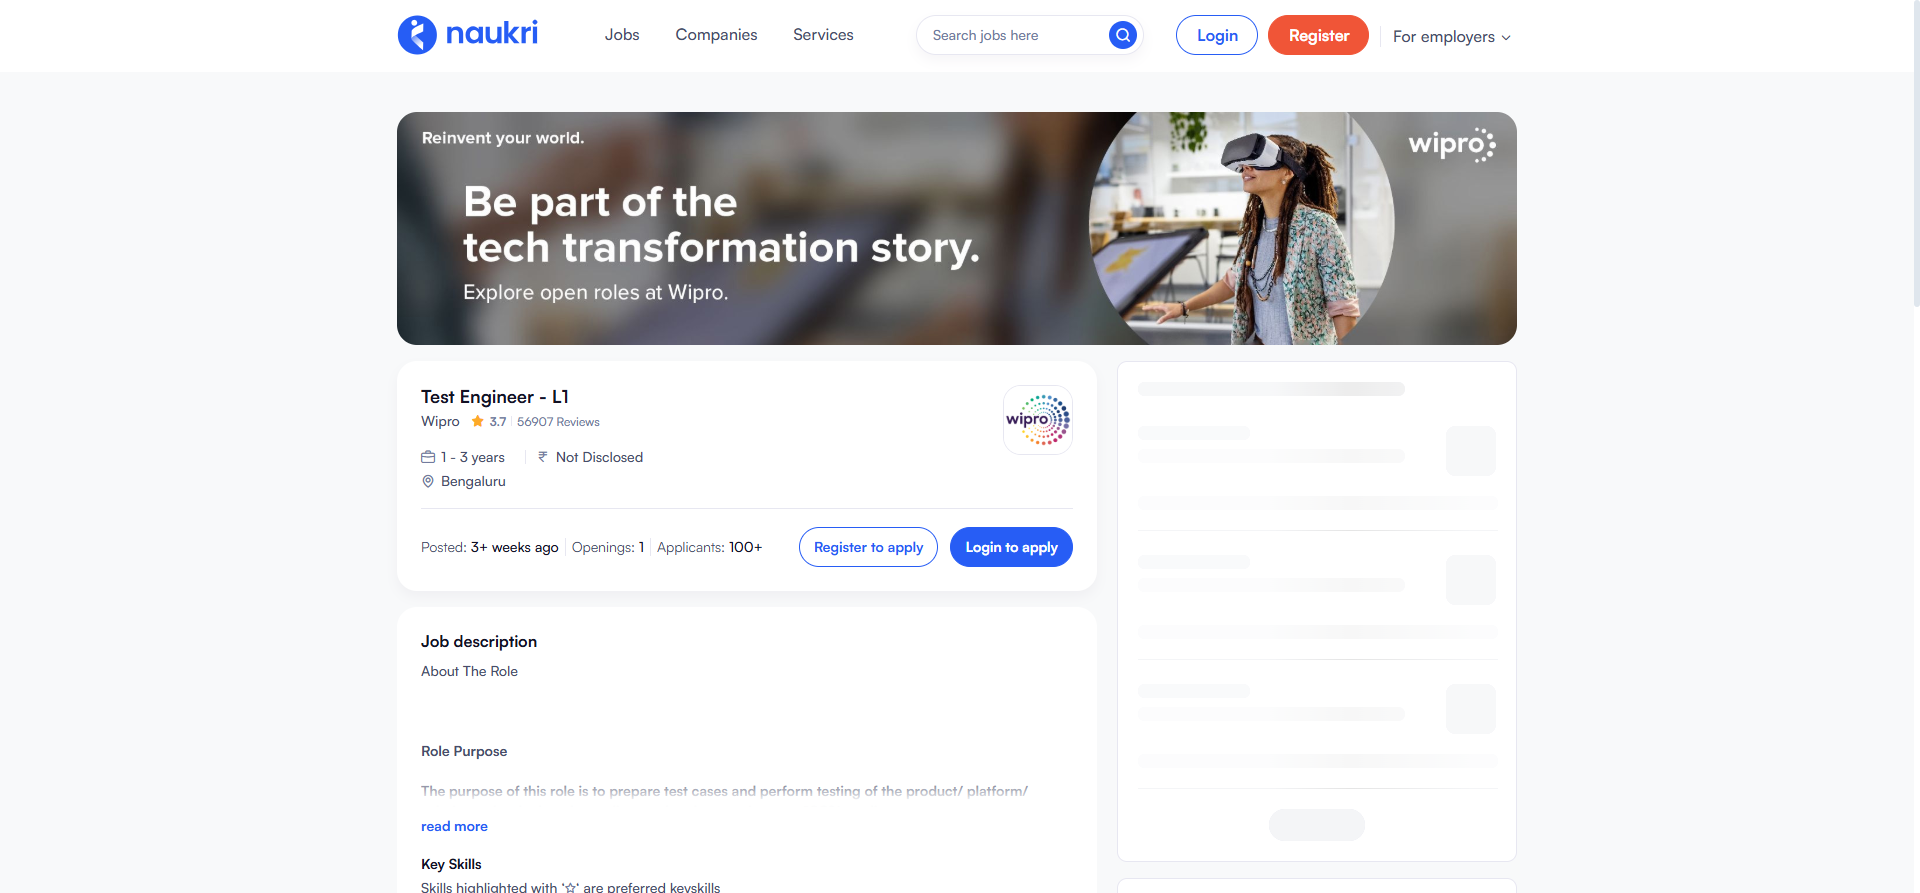 naukri
Jobs
Companies
Services
Search jobs here
Login
Register
For employers
Reinvent your world.
wipro
Be part of the
tech transformation story.
Explore open roles at Wipro.
Test Engineer - L1
Wipro 3.7 56907 Reviews
wipro
1 - 3 years ₹ Not Disclosed
Bengaluru
Posted: 3+ weeks ago Openings: 1 Applicants: 100+
Register to apply
Login to apply
Job description
About The Role
Role Purpose
The purpose of this role is to prepare test cases and perform testing of the product/ platform/
read more
Key Skills
Skills highlighted with '☆' are preferred keyskills